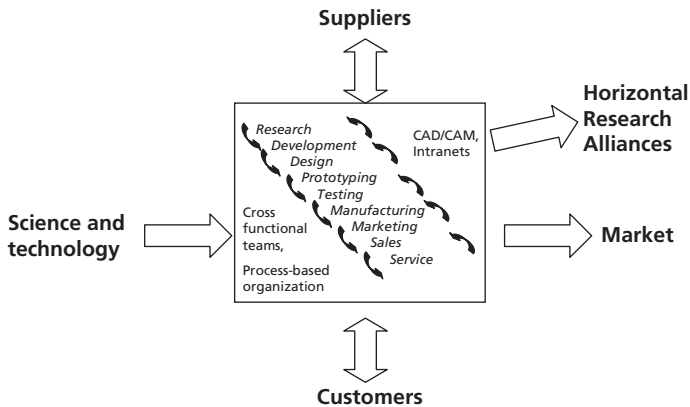 Suppliers
Horizontal
Research
Alliances
Research
Development
Design
Prototyping
Testing
Manufacturing
Marketing
Sales
Service
CAD/CAM,
Intranets
Science and
technology
Cross
functional
teams,
Process-based
organization
Market
Customers